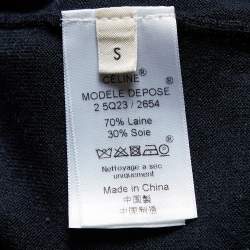 S
CELINE®
MODELE DEPOSE®
2 5Q23 / 2654
70% Laine
30% Soie
Nettoyage a sec
uniquement
Made in China
中国製
中国制造